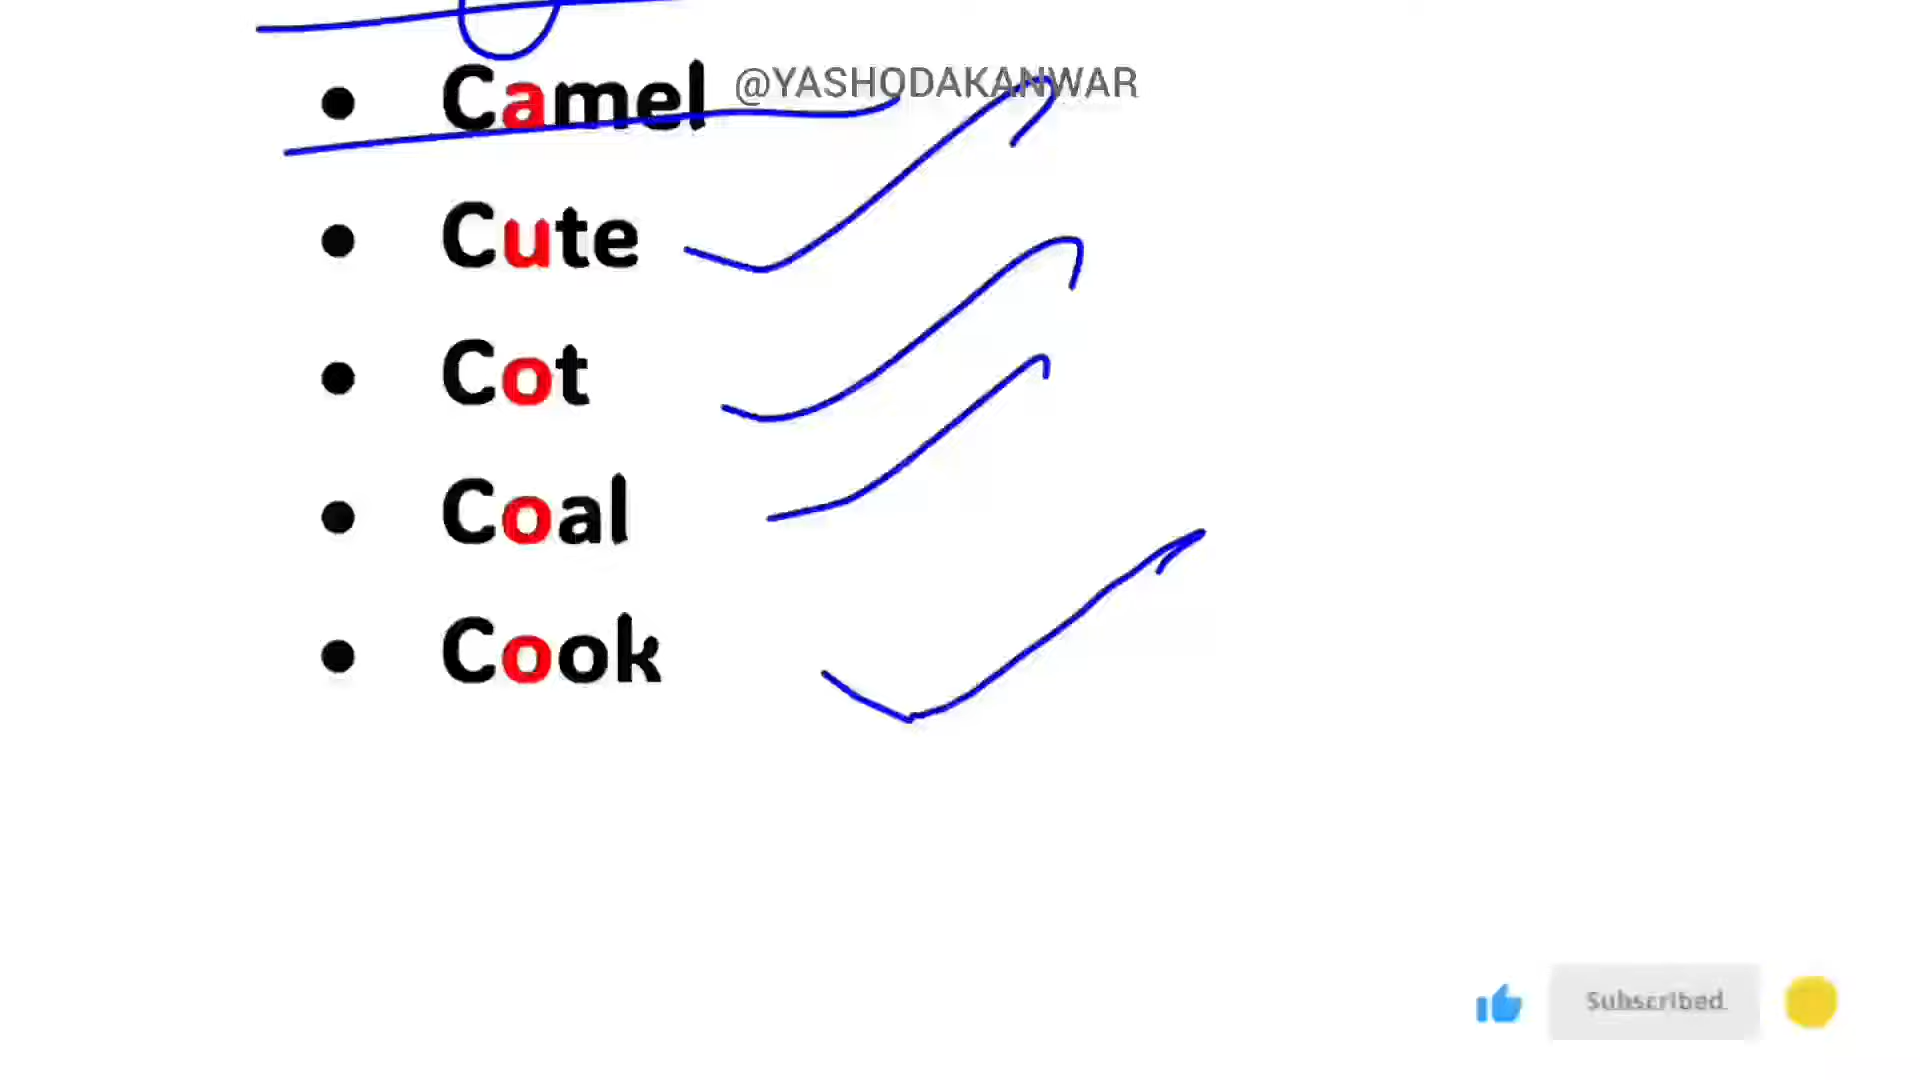 • Camel @YASHODAKANWAR
• Cute
• Cot
• Coal
• Cook
Subscribed